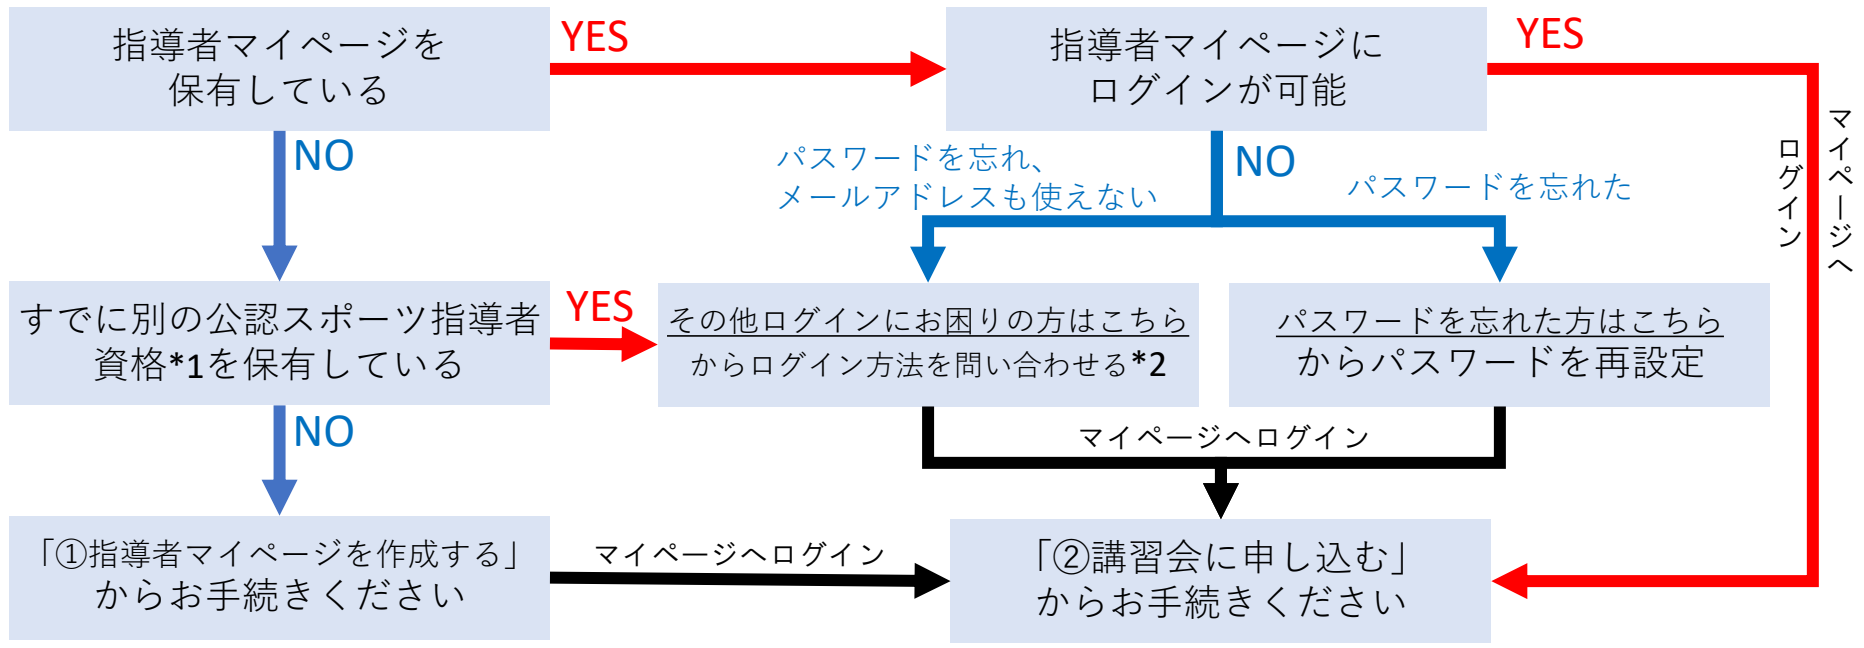 指導者マイページを
保有している
YES
指導者マイページに
ログインが可能
YES
マイページへ
ログイン
NO
パスワードを忘れ、
メールアドレスも使えない
NO
パスワードを忘れた
すでに別の公認スポーツ指導者
資格*1を保有している
YES
その他ログインにお困りの方はこちら
からログイン方法を問い合わせる*2
パスワードを忘れた方はこちら
からパスワードを再設定
NO
マイページへログイン
「①指導者マイページを作成する」
からお手続きください
マイページへログイン
「②講習会に申し込む」
からお手続きください